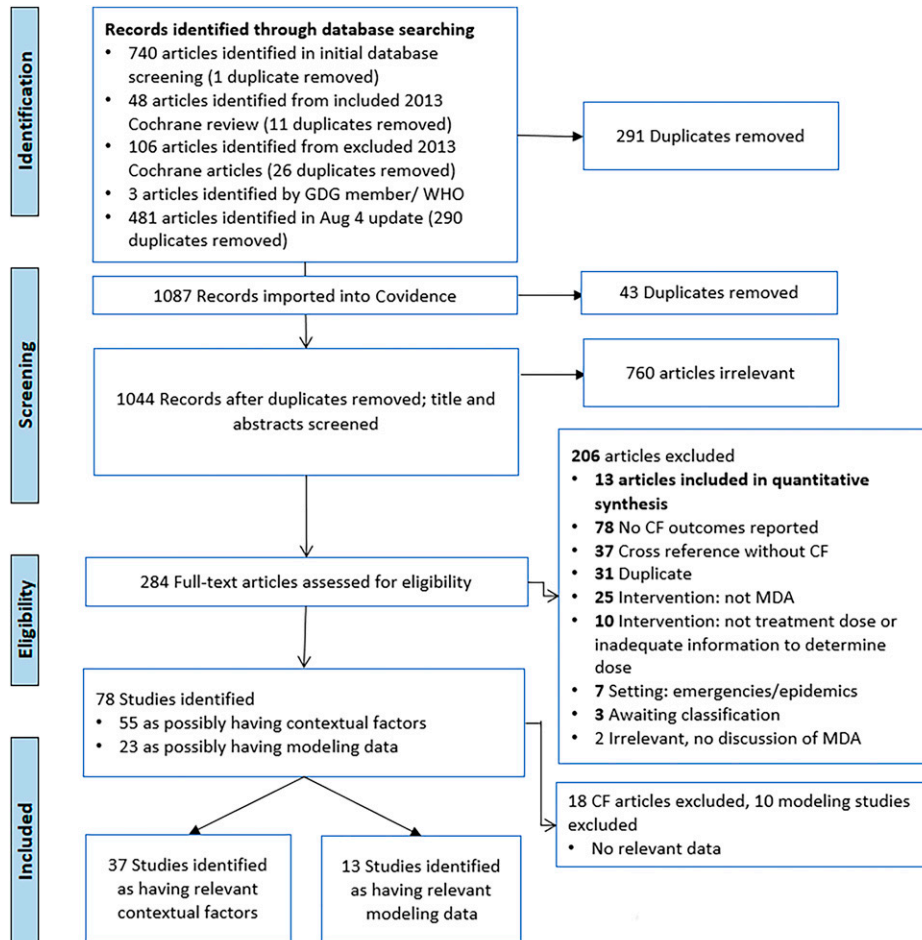 Identification
Records identified through database searching
• 740 articles identified in initial database
screening (1 duplicate removed)
• 48 articles identified from included 2013
Cochrane review (11 duplicates removed)
• 106 articles identified from excluded 2013
Cochrane articles (26 duplicates removed)
• 3 articles identified by GDG member/ WHO
• 481 articles identified in Aug 4 update (290
duplicates removed)
291 Duplicates removed
Screening
1087 Records imported into Covidence
43 Duplicates removed
1044 Records after duplicates removed; title and
abstracts screened
760 articles irrelevant
Eligibility
284 Full-text articles assessed for eligibility
206 articles excluded
• 13 articles included in quantitative
synthesis
• 78 No CF outcomes reported
• 37 Cross reference without CF
• 31 Duplicate
• 25 Intervention: not MDA
• 10 Intervention: not treatment dose or
inadequate information to determine
dose
• 7 Setting: emergencies/epidemics
• 3 Awaiting classification
• 2 Irrelevant, no discussion of MDA
78 Studies identified
• 55 as possibly having contextual factors
• 23 as possibly having modeling data
18 CF articles excluded, 10 modeling studies
excluded
• No relevant data
Included
37 Studies identified
as having relevant
contextual factors
13 Studies identified
as having relevant
modeling data